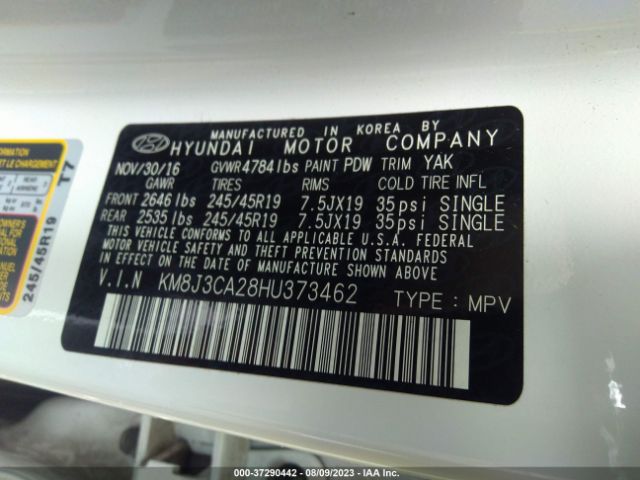 MANUFACTURED IN KOREA BY
HYUNDAI MOTOR COMPANY
NOV/30/16 GVWR 4784 lbs PAINT PDW TRIM YAK
GAWR TIRES RIMS COLD TIRE INFL
FRONT 2646 lbs 245/45R19 7.5JX19 35psi SINGLE
REAR 2535 lbs 245/45R19 7.5JX19 35psi SINGLE
THIS VEHICLE CONFORMS TO ALL APPLICABLE U.S.A. FEDERAL
MOTOR VEHICLE SAFETY AND THEFT PREVENTION STANDARDS
IN EFFECT ON THE DATE OF MANUFACTURE SHOWN ABOVE.
V.I.N KM8J3CA28HU373462 TYPE : MPV
T7
245/45R19
000-37290442 - 08/09/2023 - IAA Inc.